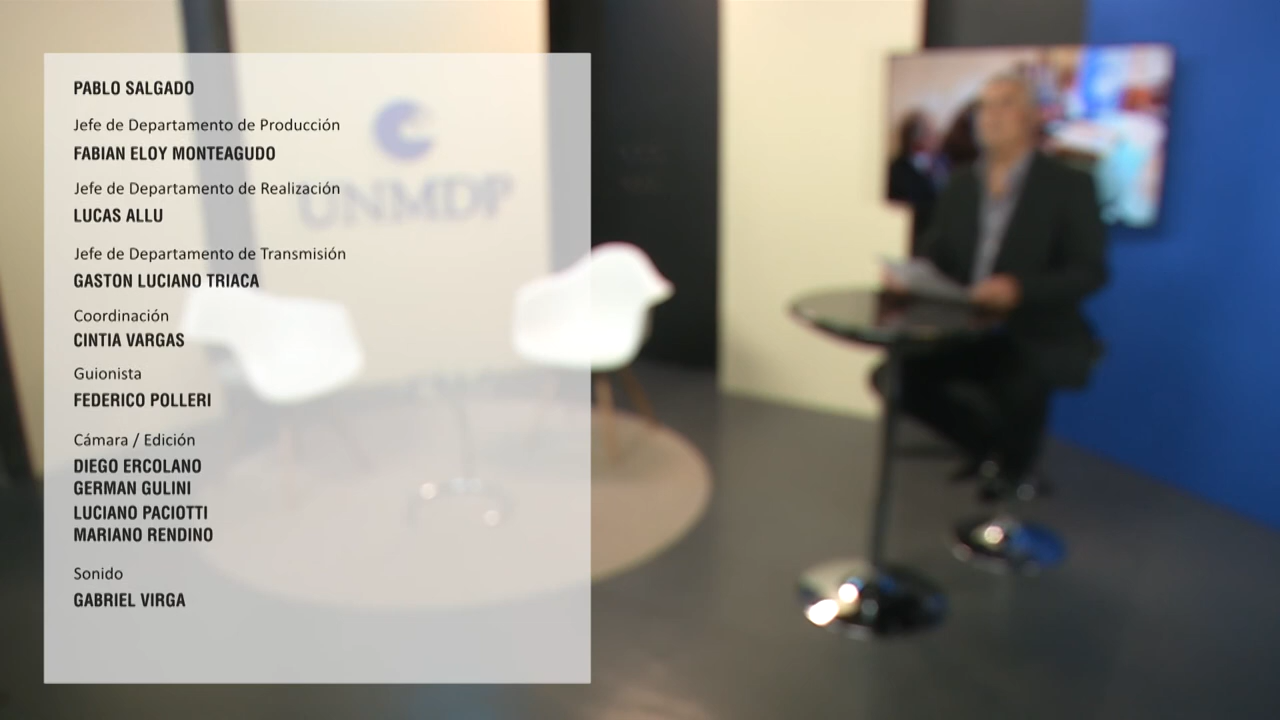 PABLO SALGADO
Jefe de Departamento de Producción
FABIAN ELOY MONTEAGUDO
Jefe de Departamento de Realización
LUCAS ALLU
Jefe de Departamento de Transmisión
GASTON LUCIANO TRIACA
Coordinación
CINTIA VARGAS
Guionista
FEDERICO POLLERI
Cámara / Edición
DIEGO ERCOLANO
GERMAN GULINI
LUCIANO PACIOTTI
MARIANO RENDINO
Sonido
GABRIEL VIRGA
UNMDP